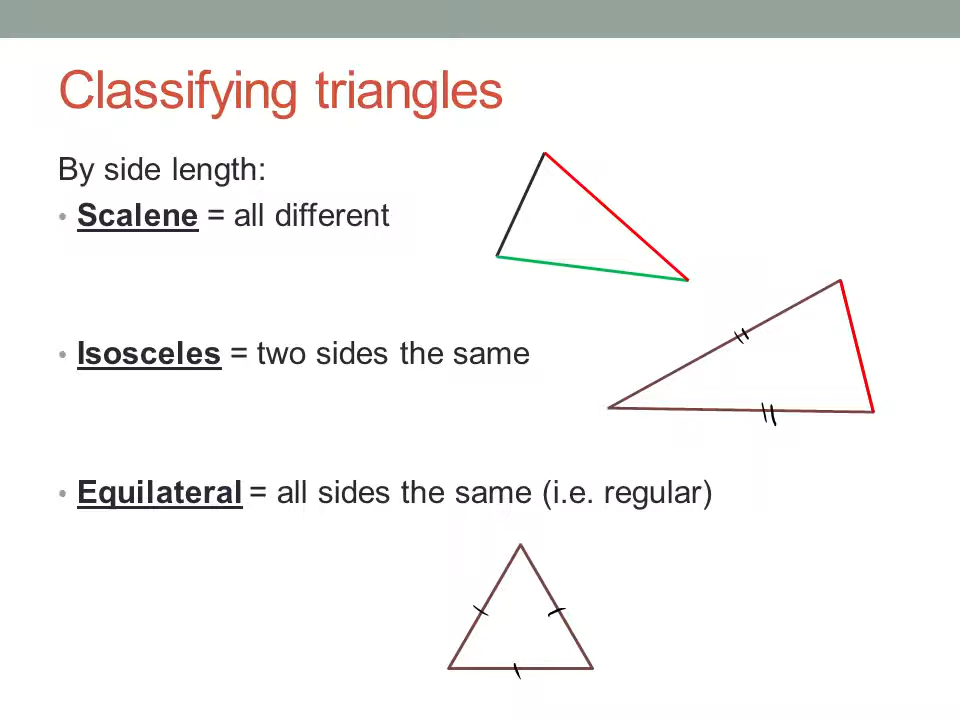 Classifying triangles
By side length:
• Scalene = all different
• Isosceles = two sides the same
• Equilateral = all sides the same (i.e. regular)